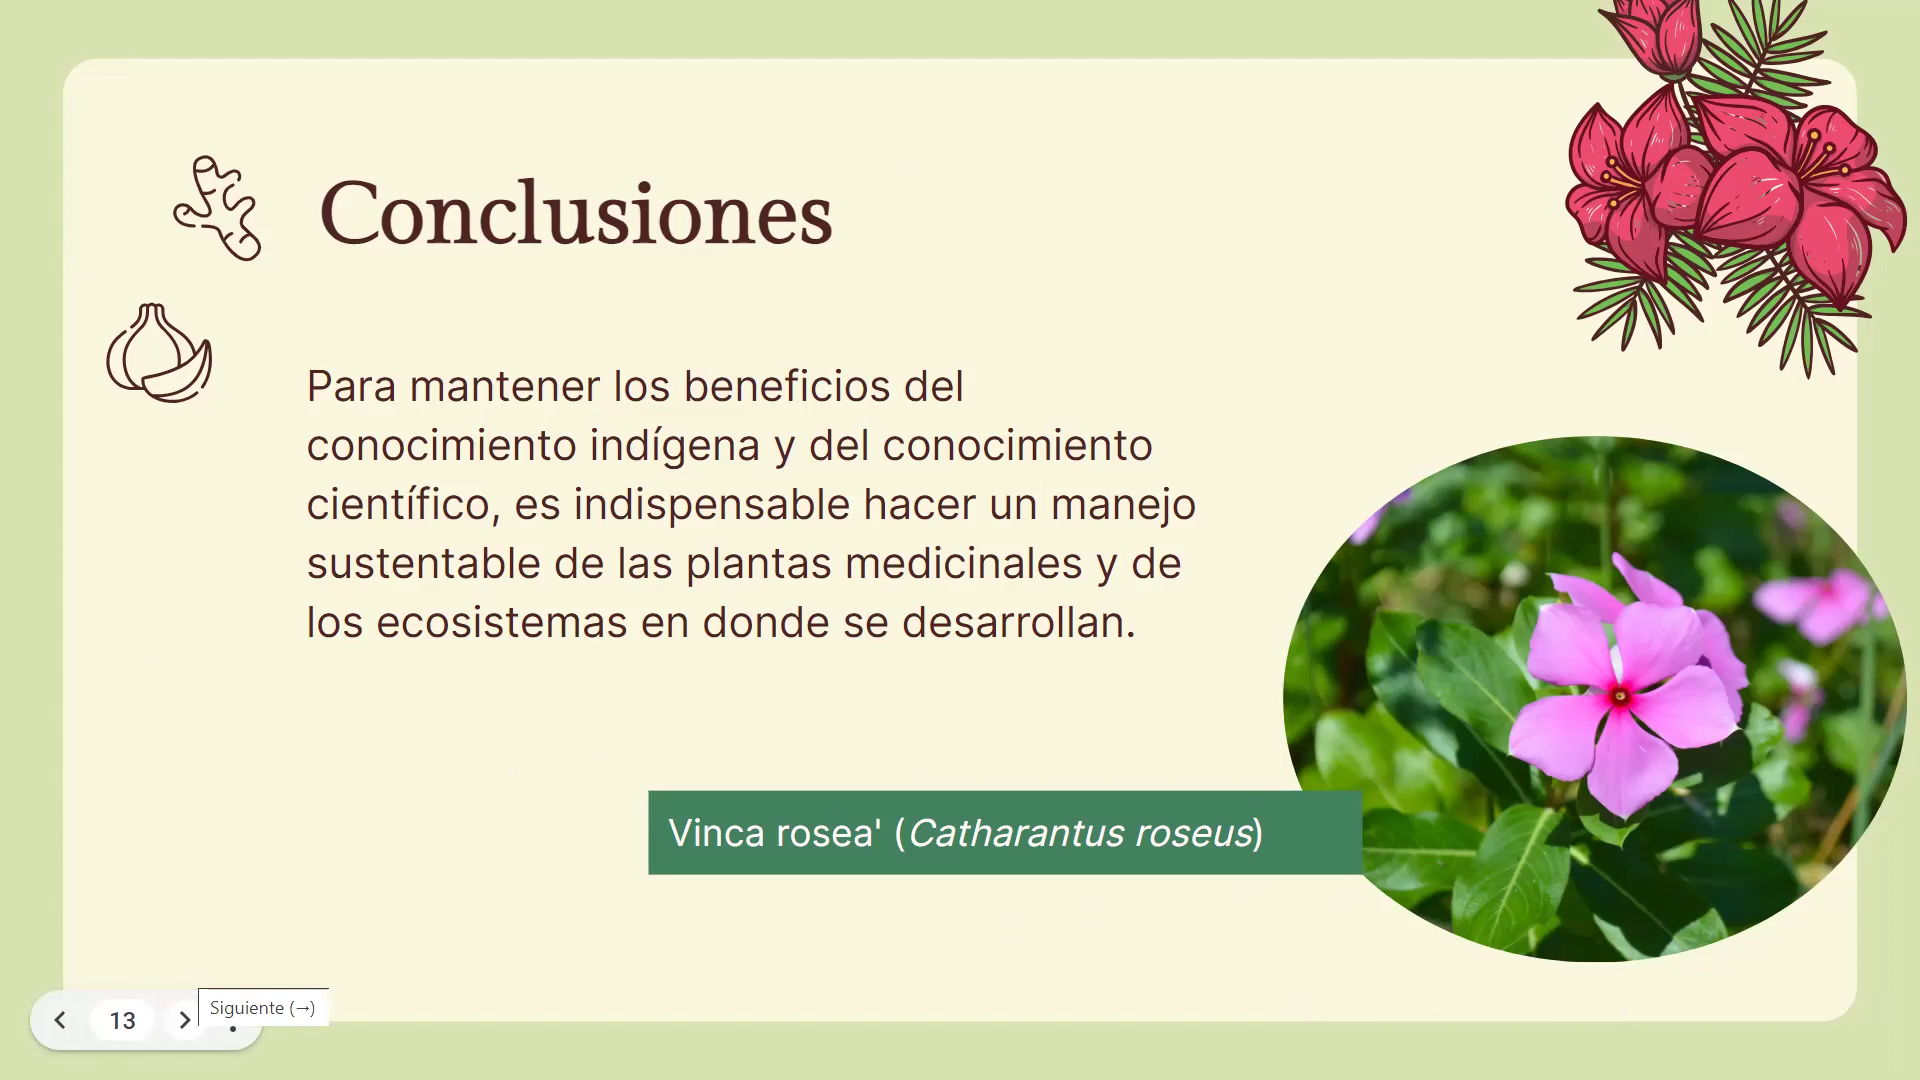 Conclusiones
Para mantener los beneficios del
conocimiento indígena y del conocimiento
científico, es indispensable hacer un manejo
sustentable de las plantas medicinales y de
los ecosistemas en donde se desarrollan.
Vinca rosea' (Catharantus roseus)
13
Siguiente (→)